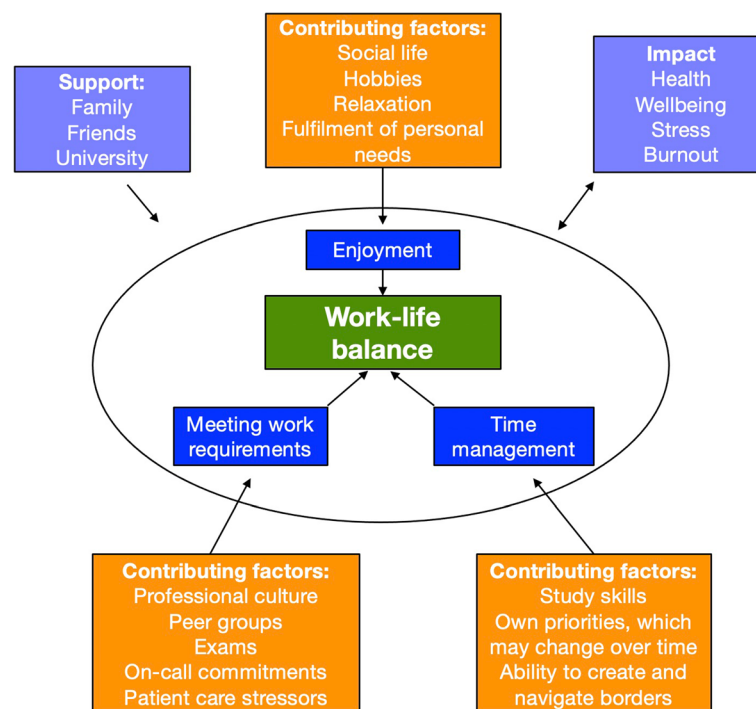 Contributing factors:
Social life
Hobbies
Relaxation
Fulfilment of personal
needs
Support:
Family
Friends
University
Impact
Health
Wellbeing
Stress
Burnout
Enjoyment
Work-life
balance
Meeting work
requirements
Time
management
Contributing factors:
Professional culture
Peer groups
Exams
On-call commitments
Patient care stressors
Contributing factors:
Study skills
Own priorities, which
may change over time
Ability to create and
navigate borders